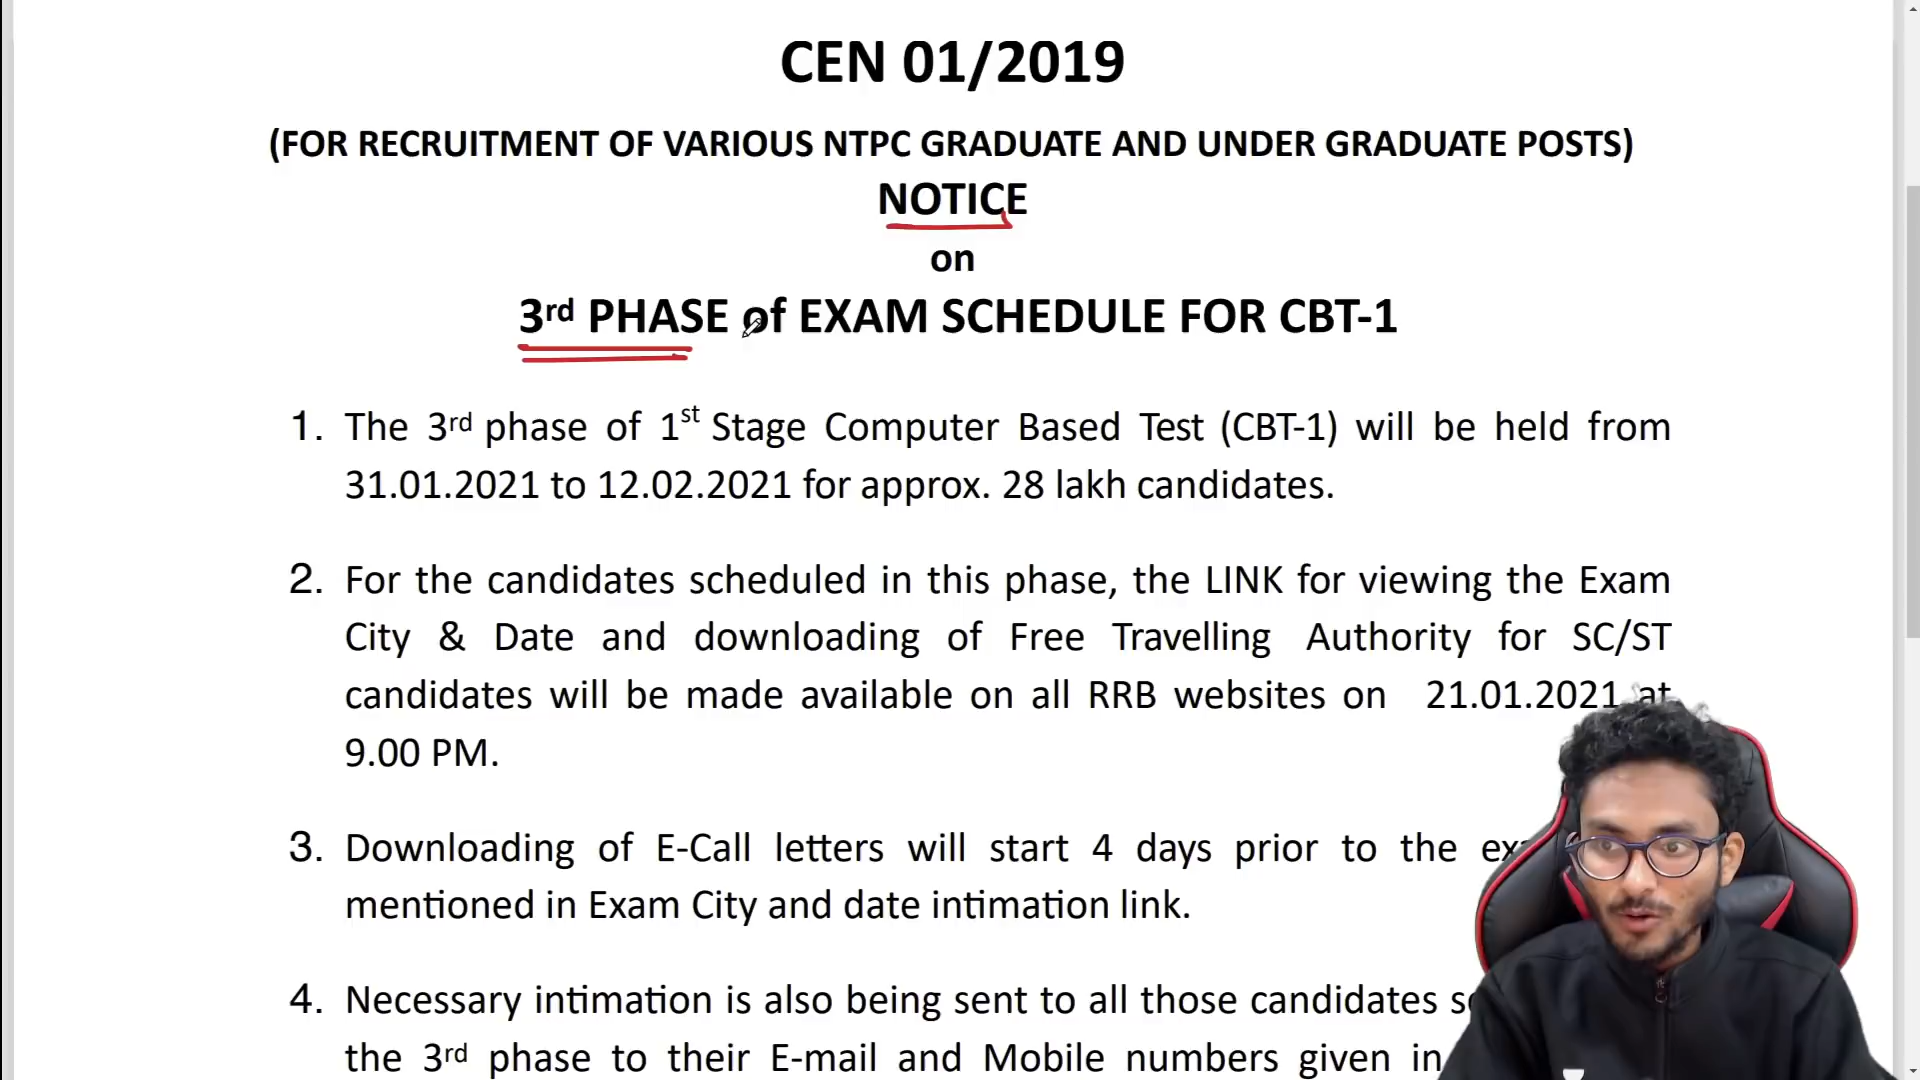 CEN 01/2019
(FOR RECRUITMENT OF VARIOUS NTPC GRADUATE AND UNDER GRADUATE POSTS)
NOTICE
on
3rd PHASE of EXAM SCHEDULE FOR CBT-1
1. The 3rd phase of 1st Stage Computer Based Test (CBT-1) will be held from
31.01.2021 to 12.02.2021 for approx. 28 lakh candidates.
2. For the candidates scheduled in this phase, the LINK for viewing the Exam
City & Date and downloading of Free Travelling Authority for SC/ST
candidates will be made available on all RRB websites on 21.01.2021 at
9.00 PM.
3. Downloading of E-Call letters will start 4 days prior to the
mentioned in Exam City and date intimation link.
4. Necessary intimation is also being sent to all those candidates
the 3rd phase to their E-mail and Mobile numbers given in